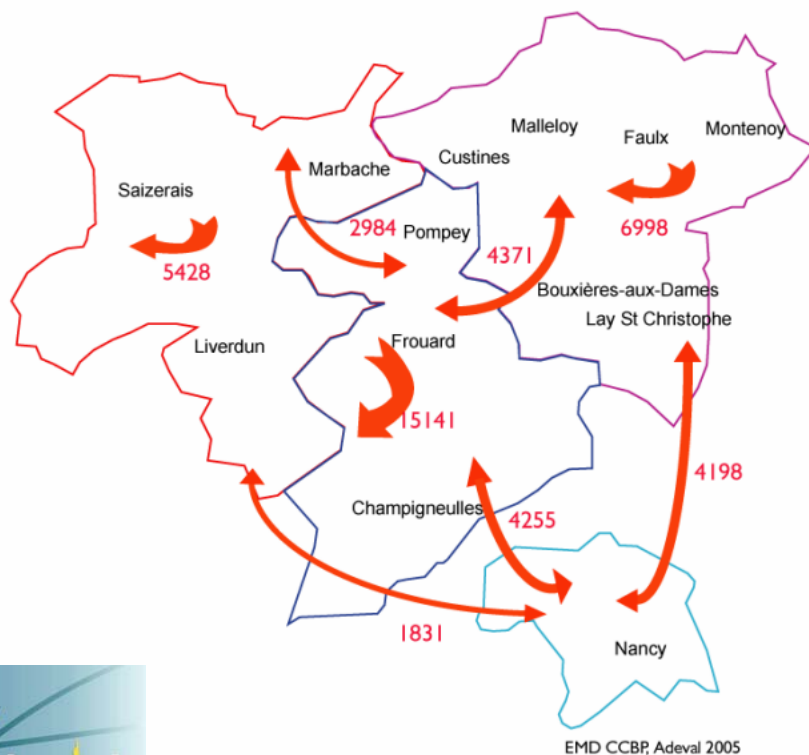 Malleloy
Montenoy
Faulx
Custines
Marbache
Saizerais
2984
6998
Pompey
4371
5428
Bouxières-aux-Dames
Lay St Christophe
Liverdun
Frouard
15141
4198
Champigneulles
4255
1831
Nancy
EMD CCBP, Adeval 2005